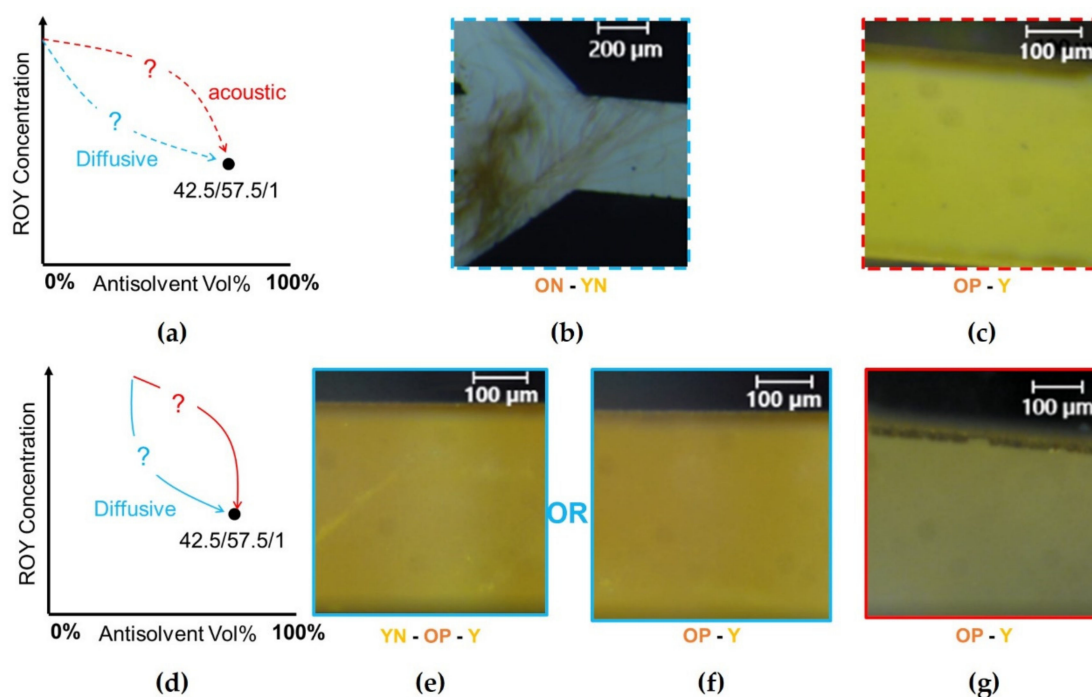 ROY Concentration
?
acoustic
?
Diffusive
42.5/57.5/1
0%
Antisolvent Vol%
100%
(a)
200 µm
ON - YN
(b)
100 µm
OP - Y
(c)
ROY Concentration
?
?
Diffusive
42.5/57.5/1
0%
Antisolvent Vol%
100%
(d)
100 µm
YN - OP - Y
(e)
OR
100 µm
OP - Y
(f)
100 µm
OP - Y
(g)